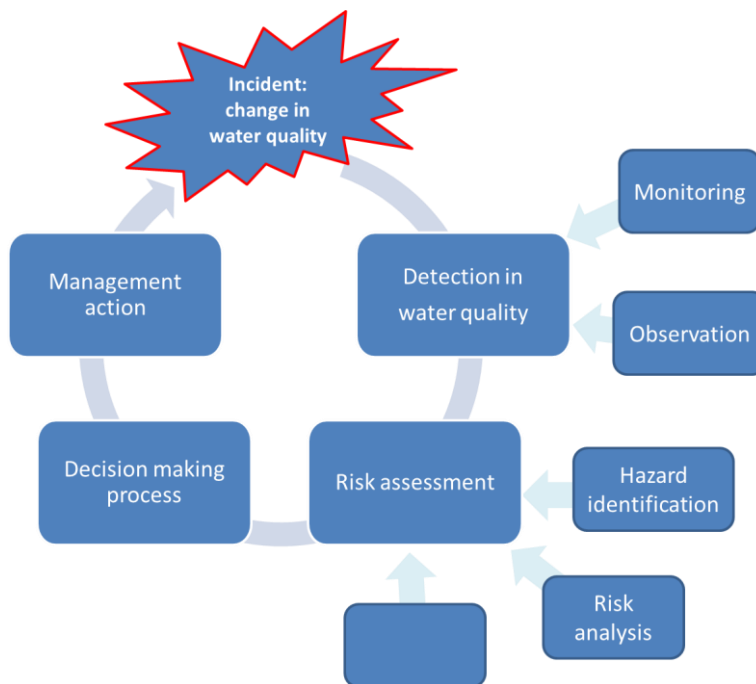 Incident:
change in
water quality
Monitoring
Detection in
water quality
Observation
Management
action
Decision making
process
Risk assessment
Hazard
identification
Risk
analysis